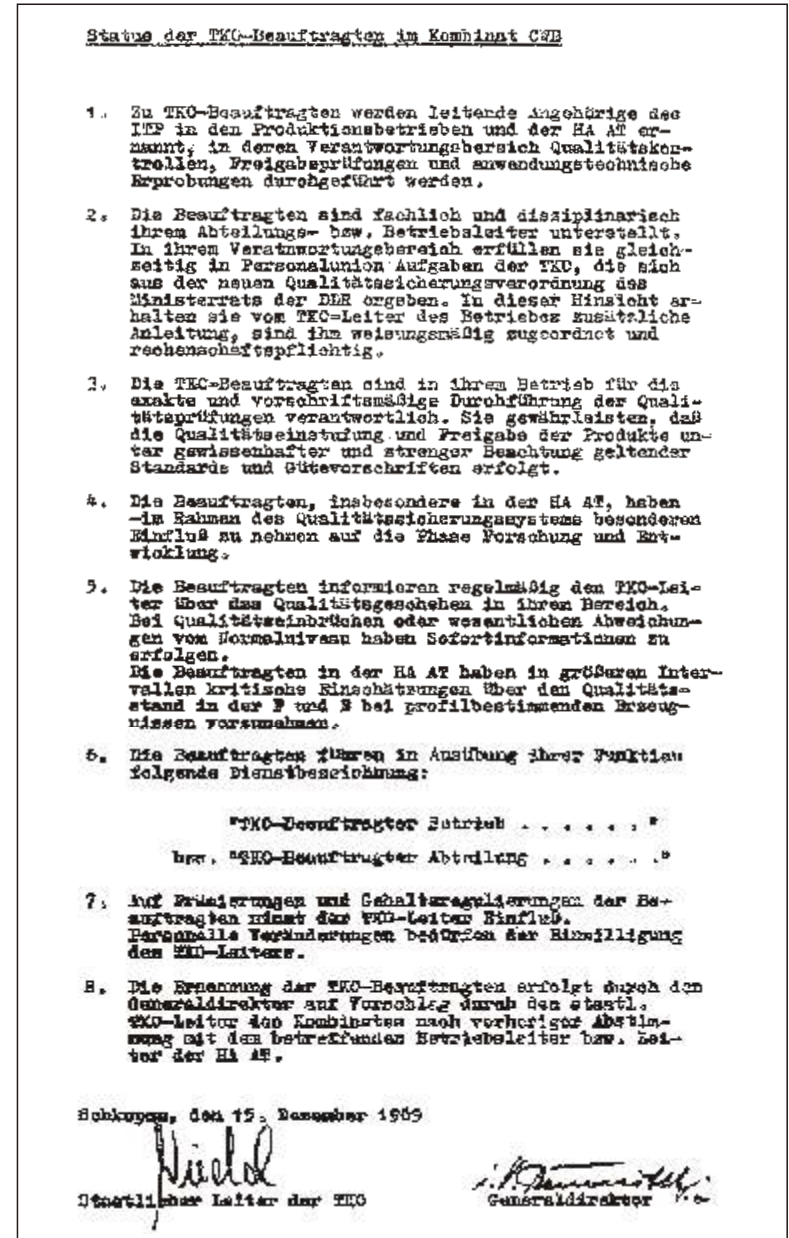 Status der TKO-Beauftragten im Kombinat CWB
1. Zu TKO-Beauftragten werden leitende Angehörige des
ITP in den Produktionsbetrieben und der HA AT er-
nannt, in deren Verantwortungsbereich Qualitätskon-
trollen, Freigabeprüfungen und anwendungstechnische
Erprobungen durchgeführt werden.
2. Die Beauftragten sind fachlich und disziplinarisch
ihrem Abteilungs- bzw. Betriebsleiter unterstellt.
In ihrem Veratnwortungsbereich erfüllen sie gleich-
zeitig in Personalunion Aufgaben der TKO, die sich
aus der neuen Qualitätssicherungsverordnung des
Ministerrats der DDR ergeben. In dieser Hinsicht er-
halten sie vom TKO-Leiter des Betriebes zusätzliche
Anleitung, sind ihm weisungsmäßig zugeordnet und
rechenschaftspflichtig.
3. Die TKO-Beauftragten sind in ihrem Betrieb für die
exakte und vorschriftsmäßige Durchführung der Quali-
tätsprüfungen verantwortlich. Sie gewährleisten, daß
die Qualitätseinstufung und Freigabe der Produkte un-
ter gewissenhafter und strenger Beachtung geltender
Standards und Gütevorschriften erfolgt.
4. Die Beauftragten, insbesondere in der HA AT, haben
-im Rahmen des Qualitätssicherungssystems besonderen
Einfluß zu nehmen auf die Phase Forschung und Ent-
wicklung.
5. Die Beauftragten informieren regelmäßig den TKO-Lei-
ter über das Qualitätsgeschehen in ihrem Bereich.
Bei Qualitätseinbrüchen oder wesentlichen Abweichun-
gen vom Normalniveau haben Sofortinformationen zu
erfolgen.
Die Beauftragten in der HA AT haben in größeren Inter-
vallen kritische Einschätzungen über den Qualitäts-
stand in der F und E bei profilbestimmenden Erzeug-
nissen vorzunehmen.
6. Die Beauftragten führen in Ausübung ihrer Funktion
folgende Dienstbezeichnung:
"TKO-Beauftragter Betrieb . . . . . . "
bzw. "TKO-Beauftragter Abteilung . . . . . ."
7. Auf Prämierungen und Gehaltsregulierungen der Be-
auftragten nimmt der TKO-Leiter Einfluß.
Personelle Veränderungen bedürfen der Einwilligung
des TKO-Leiters.
8. Die Ernennung der TKO-Beauftragten erfolgt durch den
Generaldirektor auf Vorschlag durch den staatl.
TKO-Leiter des Kombinates nach vorheriger Abstim-
mung mit den betreffenden Betriebsleiter bzw. Lei-
ter der HA AT.
Schkopau, den 15. Dezember 1969
Staatlicher Leiter der TKO
Generaldirektor